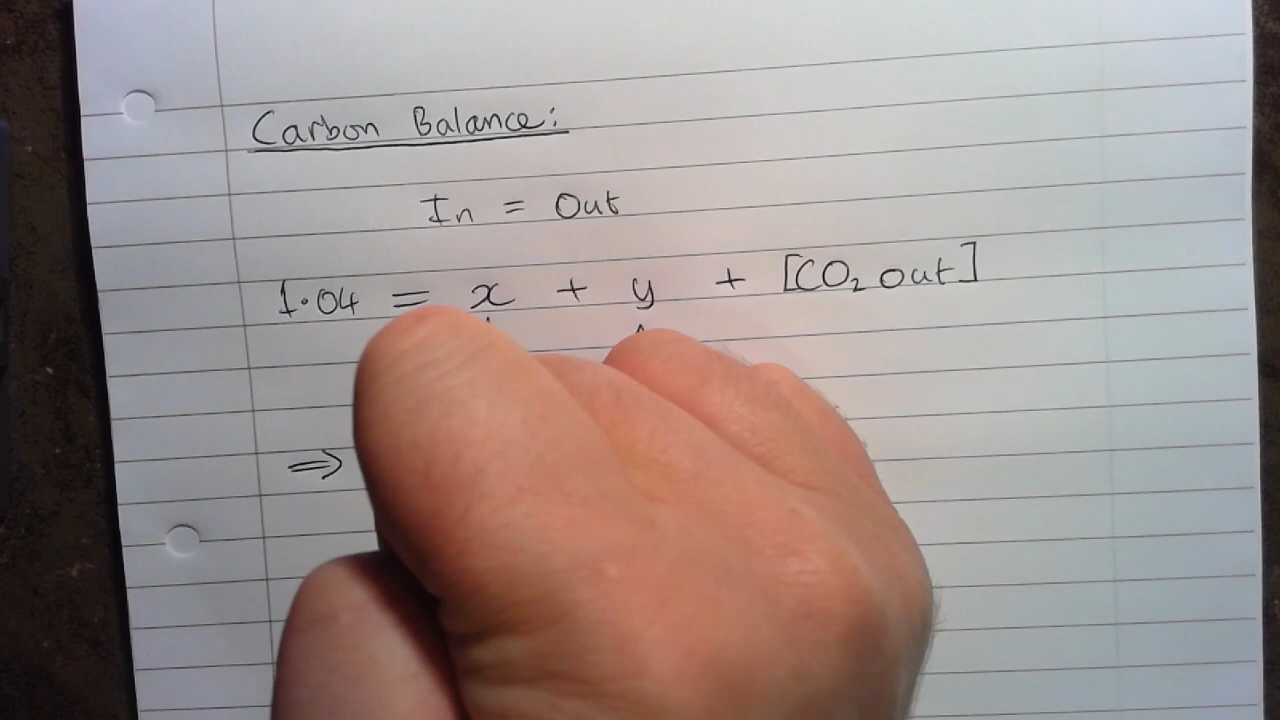 Carbon Balance:
In = Out
1.04 = x + y + [CO₂ out]
⇒